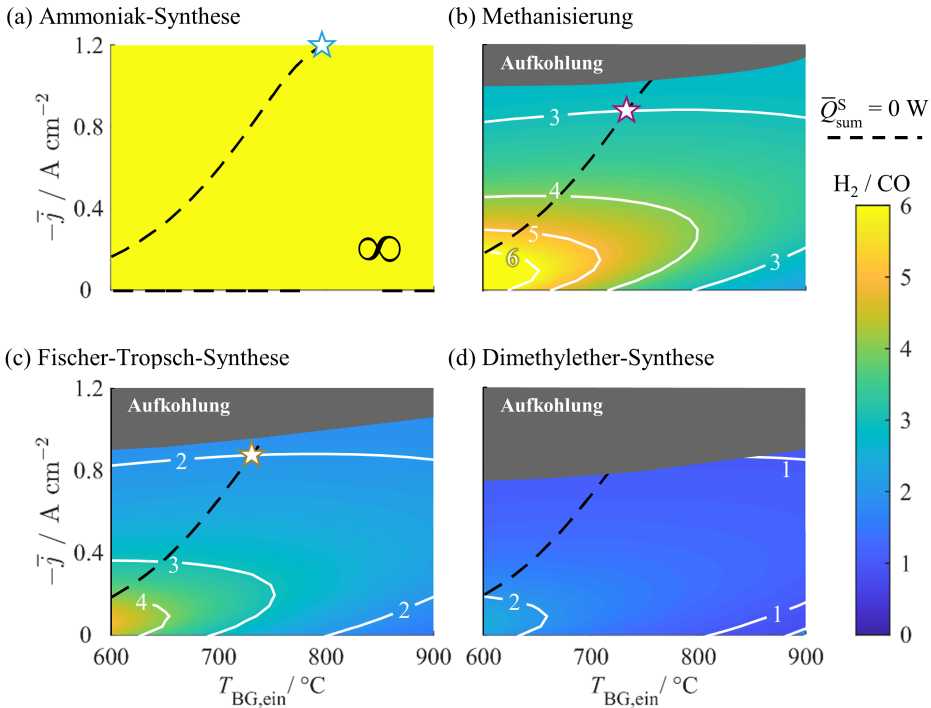 (a) Ammoniak-Synthese
1.2
0.8
0.4
0
−j̅ / A cm⁻²
∞
(b) Methanisierung
Aufkohlung
3
4
5
6
3
Q̅ˢsum = 0 W
H₂ / CO
6
5
4
3
2
1
0
(c) Fischer-Tropsch-Synthese
1.2
0.8
0.4
0
−j̅ / A cm⁻²
Aufkohlung
2
3
4
2
600 700 800 900
T_BG,ein/ °C
(d) Dimethylether-Synthese
Aufkohlung
1
2
1
600 700 800 900
T_BG,ein/ °C